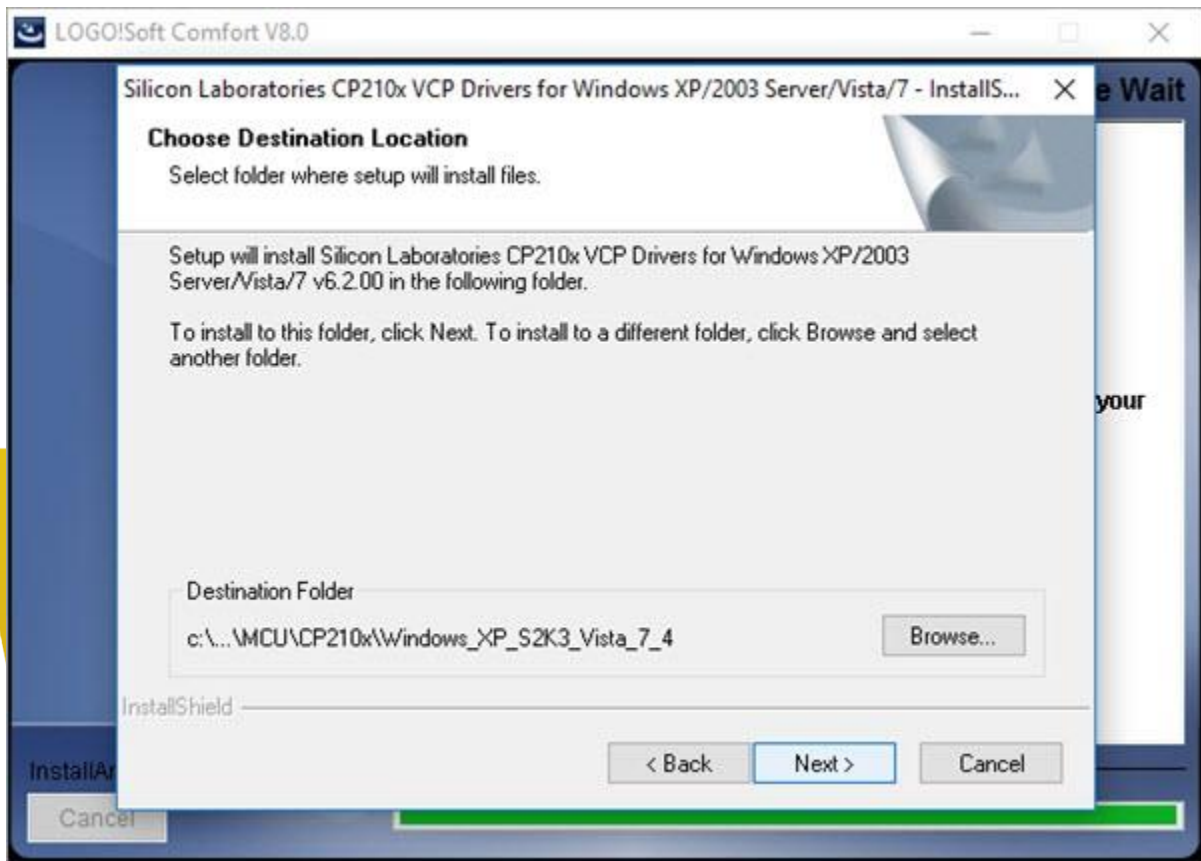 LOGO!Soft Comfort V8.0
Silicon Laboratories CP210x VCP Drivers for Windows XP/2003 Server/Vista/7 - InstallS...
e Wait
Choose Destination Location
Select folder where setup will install files.
Setup will install Silicon Laboratories CP210x VCP Drivers for Windows XP/2003
Server/Vista/7 v6.2.00 in the following folder.
To install to this folder, click Next. To install to a different folder, click Browse and select
another folder.
your
Destination Folder
c:\...\MCU\CP210x\Windows_XP_S2K3_Vista_7_4
Browse...
InstallShield
< Back
Next >
Cancel
InstallAn
Cancel